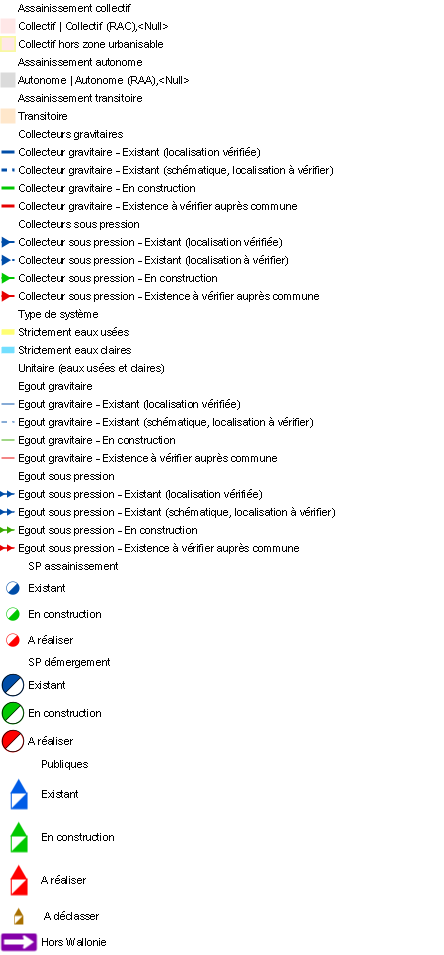 Assainissement collectif
Collectif | Collectif (RAC),<Null>
Collectif hors zone urbanisable
Assainissement autonome
Autonome | Autonome (RAA),<Null>
Assainissement transitoire
Transitoire
Collecteurs gravitaires
Collecteur gravitaire - Existant (localisation vérifiée)
Collecteur gravitaire - Existant (schématique, localisation à vérifier)
Collecteur gravitaire - En construction
Collecteur gravitaire - Existence à vérifier auprès commune
Collecteurs sous pression
Collecteur sous pression - Existant (localisation vérifiée)
Collecteur sous pression - Existant (localisation à vérifier)
Collecteur sous pression - En construction
Collecteur sous pression - Existence à vérifier auprès commune
Type de système
Strictement eaux usées
Strictement eaux claires
Unitaire (eaux usées et claires)
Egout gravitaire
Egout gravitaire - Existant (localisation vérifiée)
Egout gravitaire - Existant (schématique, localisation à vérifier)
Egout gravitaire - En construction
Egout gravitaire - Existence à vérifier auprès commune
Egout sous pression
Egout sous pression - Existant (localisation vérifiée)
Egout sous pression - Existant (schématique, localisation à vérifier)
Egout sous pression - En construction
Egout sous pression - Existence à vérifier auprès commune
SP assainissement
Existant
En construction
A réaliser
SP démergement
Existant
En construction
A réaliser
Publiques
Existant
En construction
A réaliser
A déclasser
Hors Wallonie